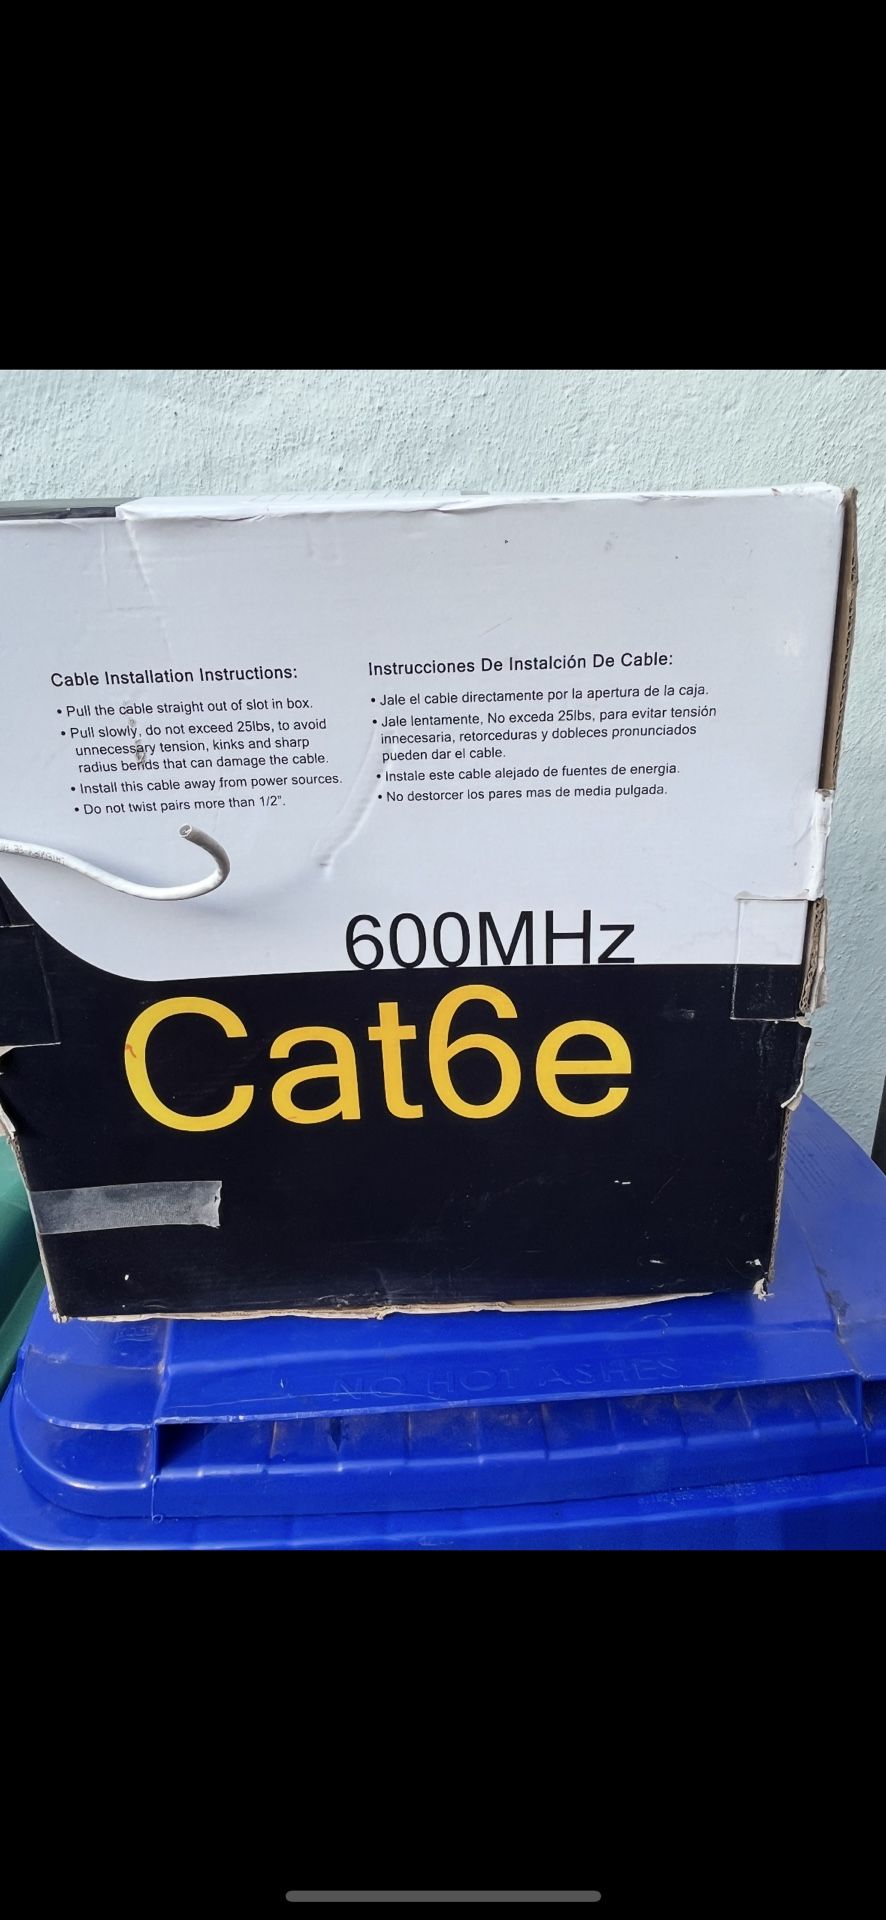 Cable Installation Instructions:
• Pull the cable straight out of slot in box.
• Pull slowly, do not exceed 25lbs, to avoid
unnecessary tension, kinks and sharp
radius bends that can damage the cable.
• Install this cable away from power sources.
• Do not twist pairs more than 1/2".
Instrucciones De Instalción De Cable:
• Jale el cable directamente por la apertura de la caja.
• Jale lentamente, No exceda 25lbs, para evitar tensión
innecesaria, retorceduras y dobleces pronunciados
pueden dar el cable.
• Instale este cable alejado de fuentes de energia.
• No destorcer los pares mas de media pulgada.
600MHz
Cat6e
NO HOT ASHES